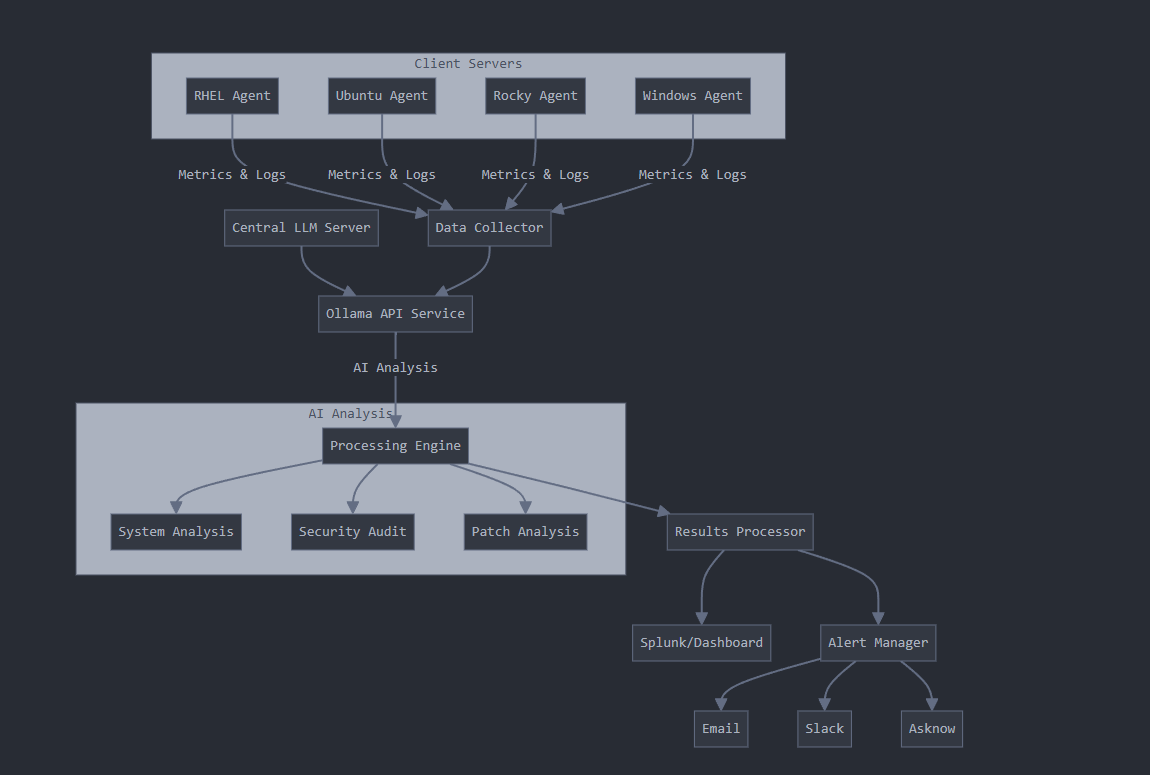 Client Servers
RHEL Agent
Ubuntu Agent
Rocky Agent
Windows Agent
Metrics & Logs
Metrics & Logs
Metrics & Logs
Metrics & Logs
Central LLM Server
Data Collector
Ollama API Service
AI Analysis
AI Analysis
Processing Engine
System Analysis
Security Audit
Patch Analysis
Results Processor
Splunk/Dashboard
Alert Manager
Email
Slack
Asknow